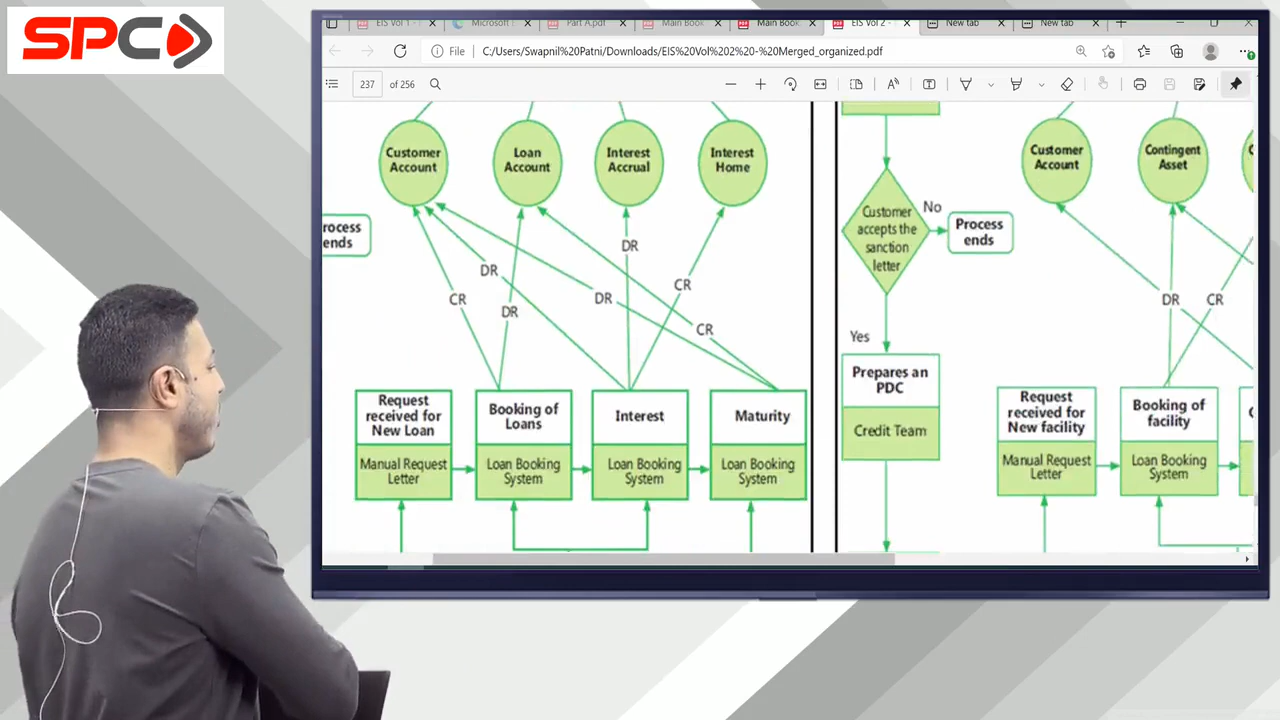 SPC
EIS Vol 1 -
Microsoft
Part A.pdf
Main Book
Main Book
EIS Vol 2 -
New tab
New tab
File
C:/Users/Swapnil%20Patni/Downloads/EIS%20Vol%202%20-%20Merged_organized.pdf
237 of 256
Customer
Account
Loan
Account
Interest
Accrual
Interest
Home
rocess
ends
CR
DR
DR
DR
DR
CR
CR
Request
received for
New Loan
Manual Request
Letter
Booking of
Loans
Loan Booking
System
Interest
Loan Booking
System
Maturity
Loan Booking
System
Customer
accepts the
sanction
letter
No
Process
ends
Yes
Prepares an
PDC
Credit Team
Customer
Account
Contingent
Asset
DR
CR
Request
received for
New facility
Manual Request
Letter
Booking of
facility
Loan Booking
System